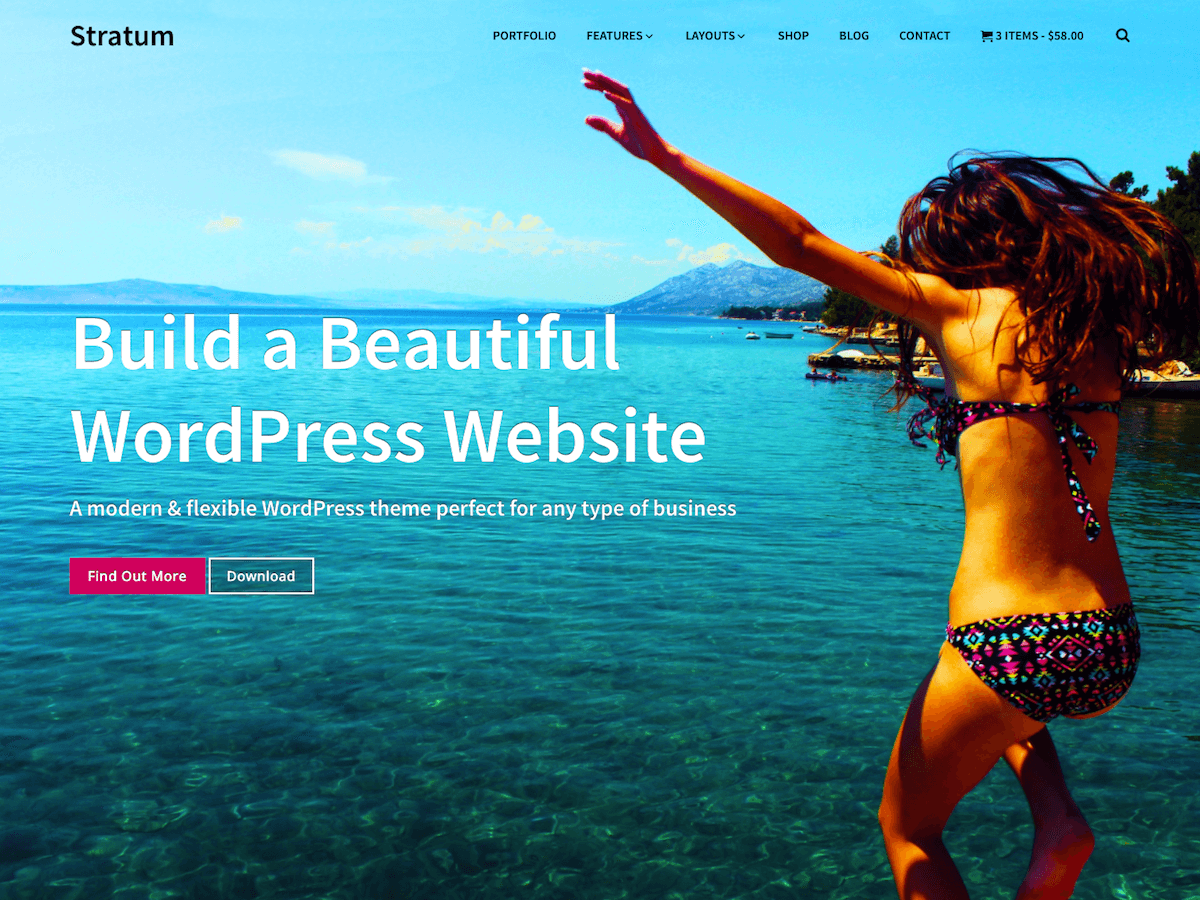 Stratum
PORTFOLIO FEATURES LAYOUTS SHOP BLOG CONTACT 3 ITEMS - $58.00
Build a Beautiful
WordPress Website
A modern & flexible WordPress theme perfect for any type of business
Find Out More Download